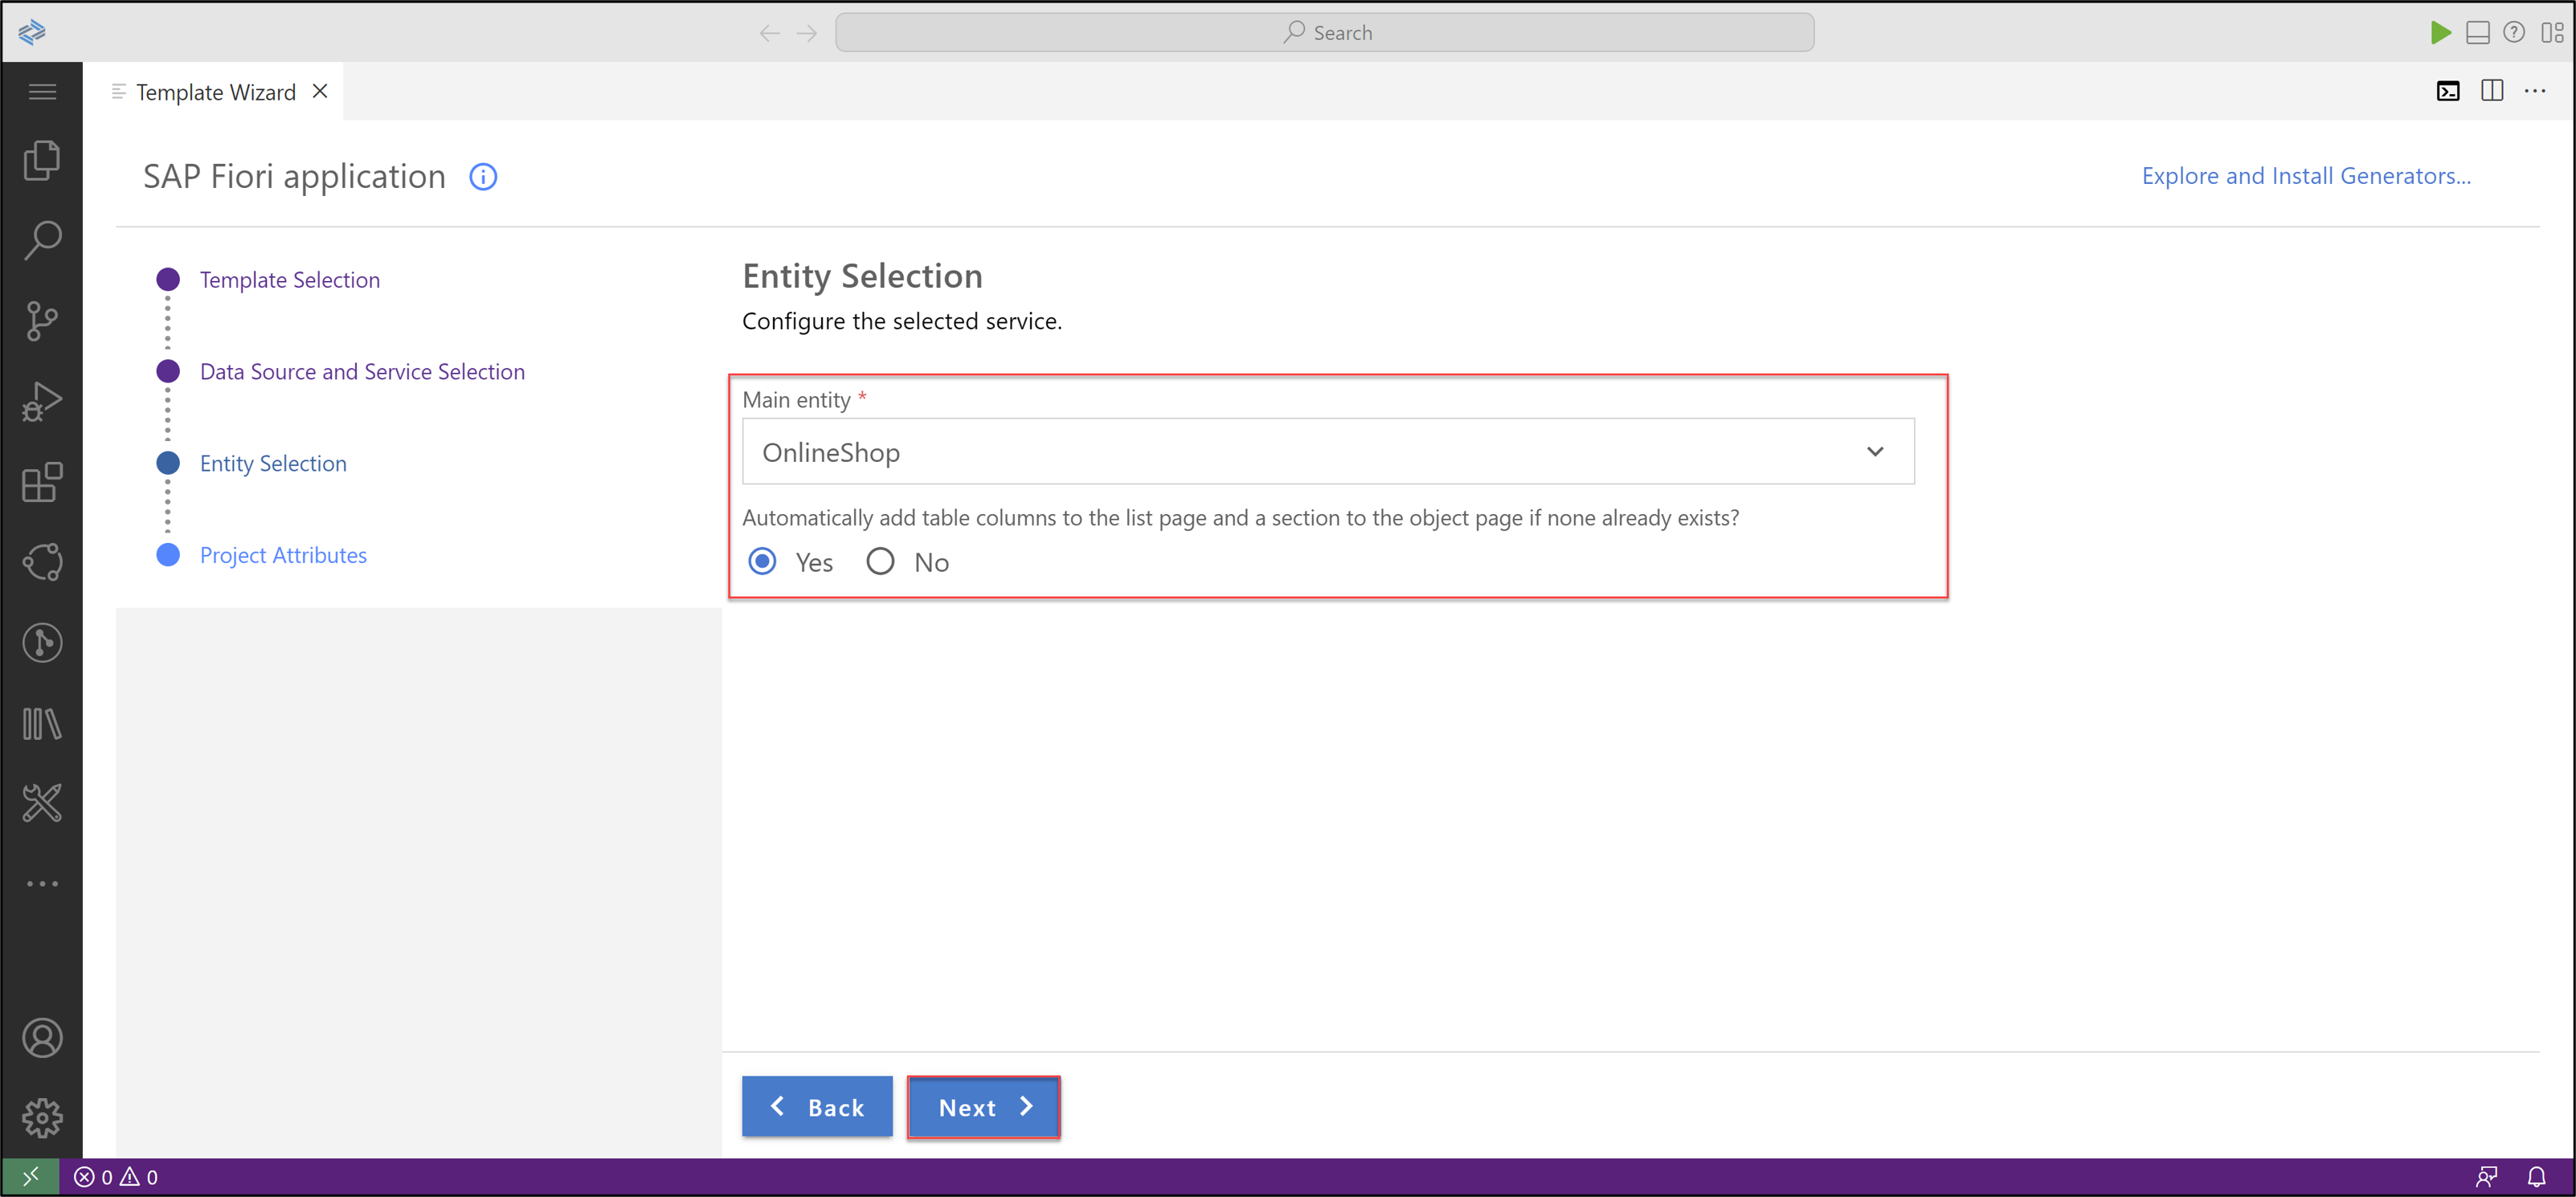 Search
Template Wizard
SAP Fiori application
Explore and Install Generators...
Template Selection
Data Source and Service Selection
Entity Selection
Project Attributes
Entity Selection
Configure the selected service.
Main entity *
OnlineShop
Automatically add table columns to the list page and a section to the object page if none already exists?
Yes No
Back Next
0 0